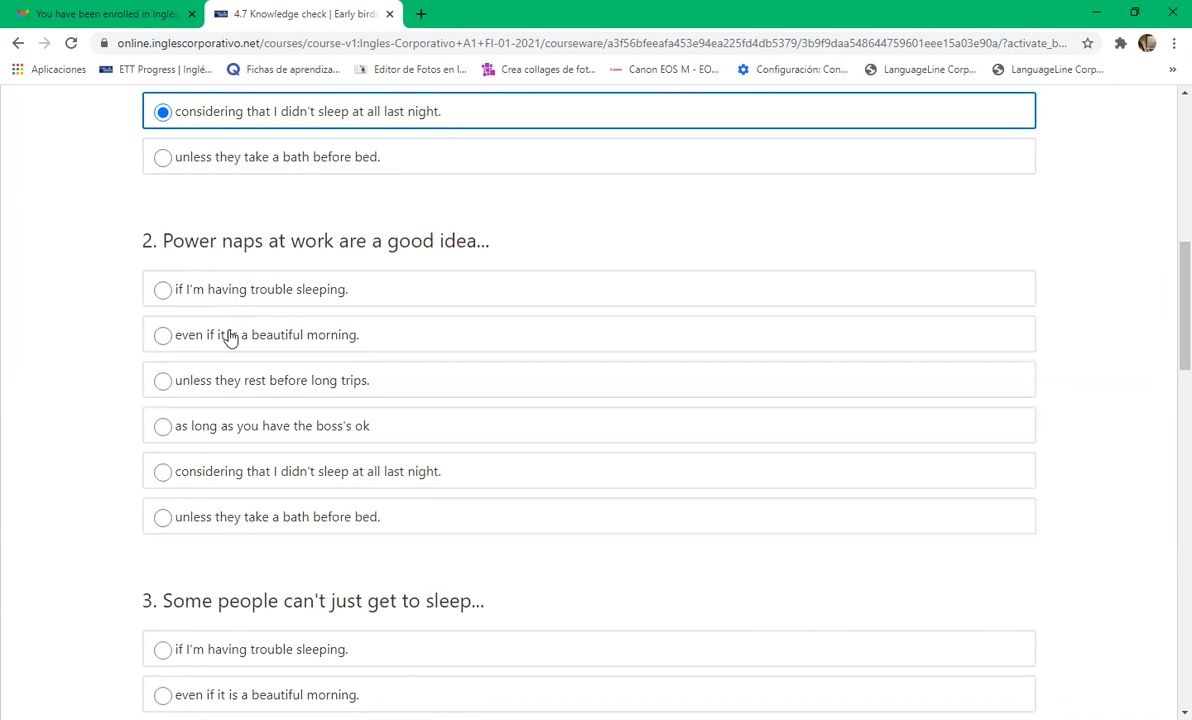 You have been enrolled in Inglés
4.7 Knowledge check | Early bird
online.inglescorporativo.net/courses/course-v1:Ingles-Corporativo+A1+FI-01-2021/courseware/a3f56bfeeafa453e94ea225fd4db5379/3b9f9daa548644759601eee15a03e90a/?activate_b...
Aplicaciones
ETT Progress | Inglé...
Fichas de aprendiza...
Editor de Fotos en l...
Crea collages de fot...
Canon EOS M - EO...
Configuración: Con...
LanguageLine Corp...
LanguageLine Corp...
»
considering that I didn't sleep at all last night.
unless they take a bath before bed.
2. Power naps at work are a good idea...
if I'm having trouble sleeping.
even if it is a beautiful morning.
unless they rest before long trips.
as long as you have the boss's ok
considering that I didn't sleep at all last night.
unless they take a bath before bed.
3. Some people can't just get to sleep...
if I'm having trouble sleeping.
even if it is a beautiful morning.